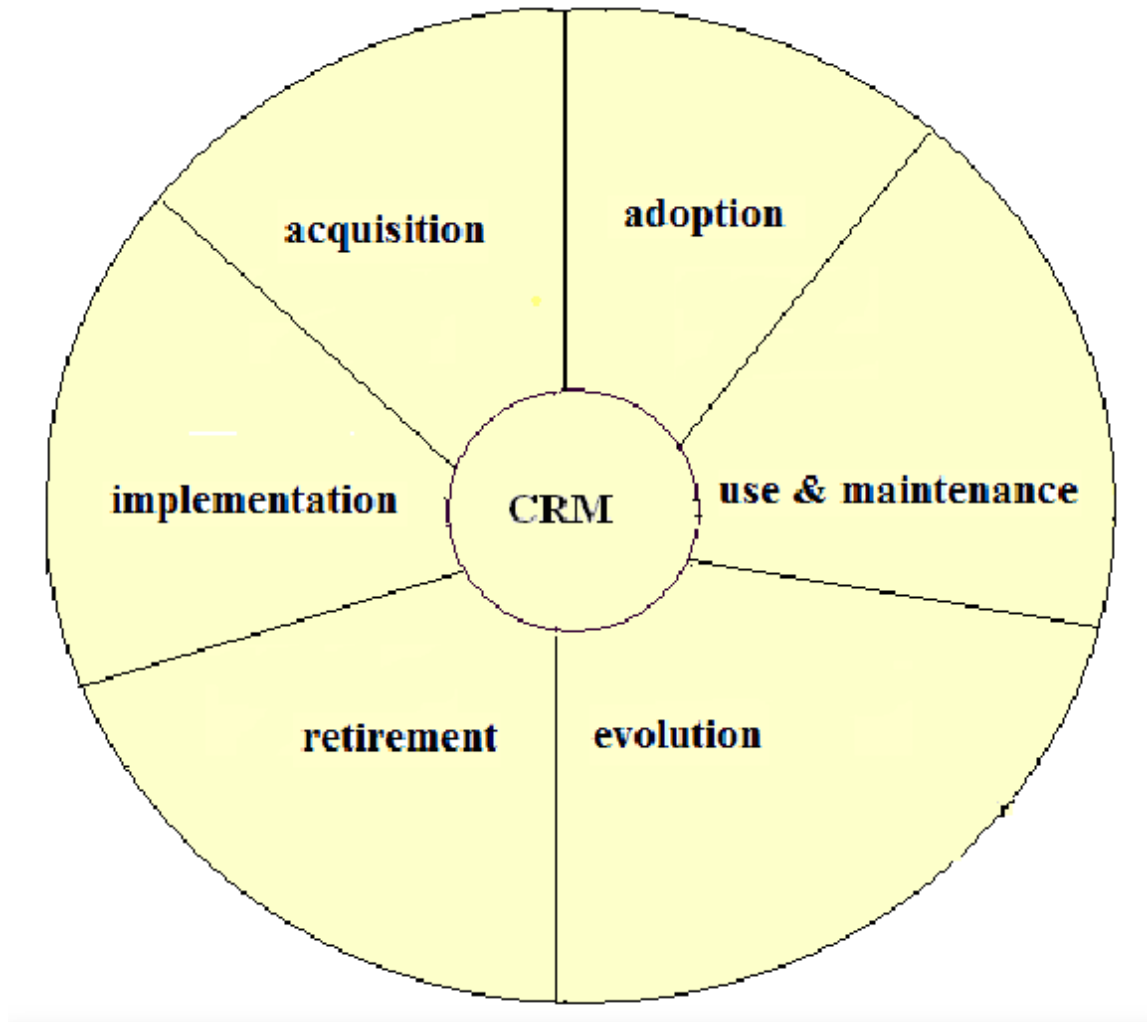 acquisition
adoption
implementation
CRM
use & maintenance
retirement
evolution